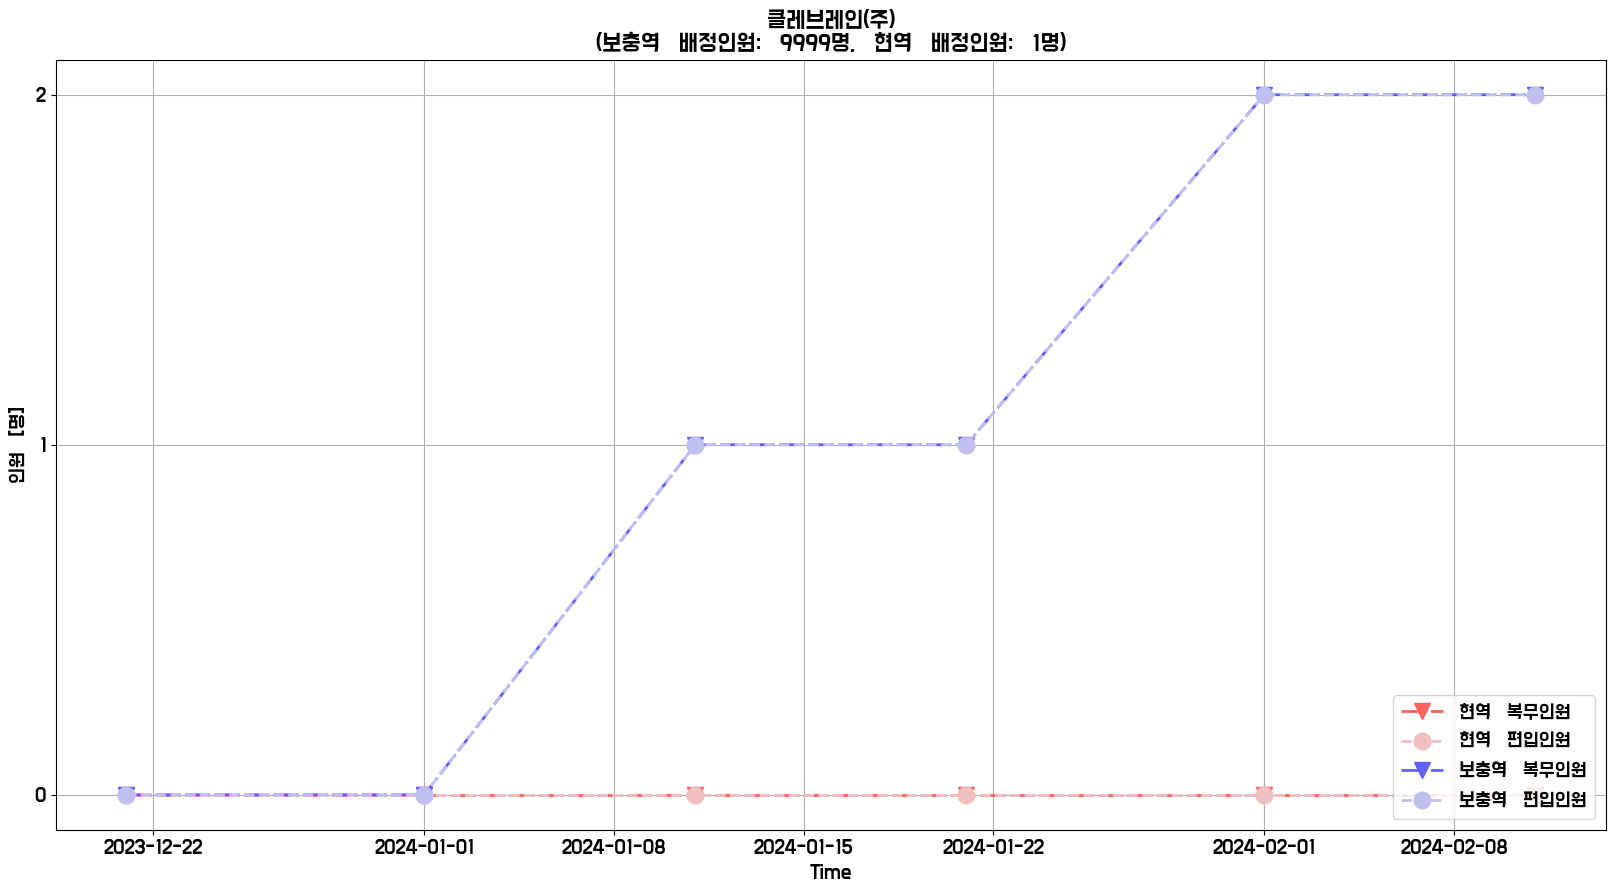 클레브레인(주)
(보충역 배정인원: 9999명, 현역 배정인원: 1명)
인원 [명]
2
1
0
2023-12-22
2024-01-01
2024-01-08
2024-01-15
2024-01-22
2024-02-01
2024-02-08
Time
현역 복무인원
현역 편입인원
보충역 복무인원
보충역 편입인원